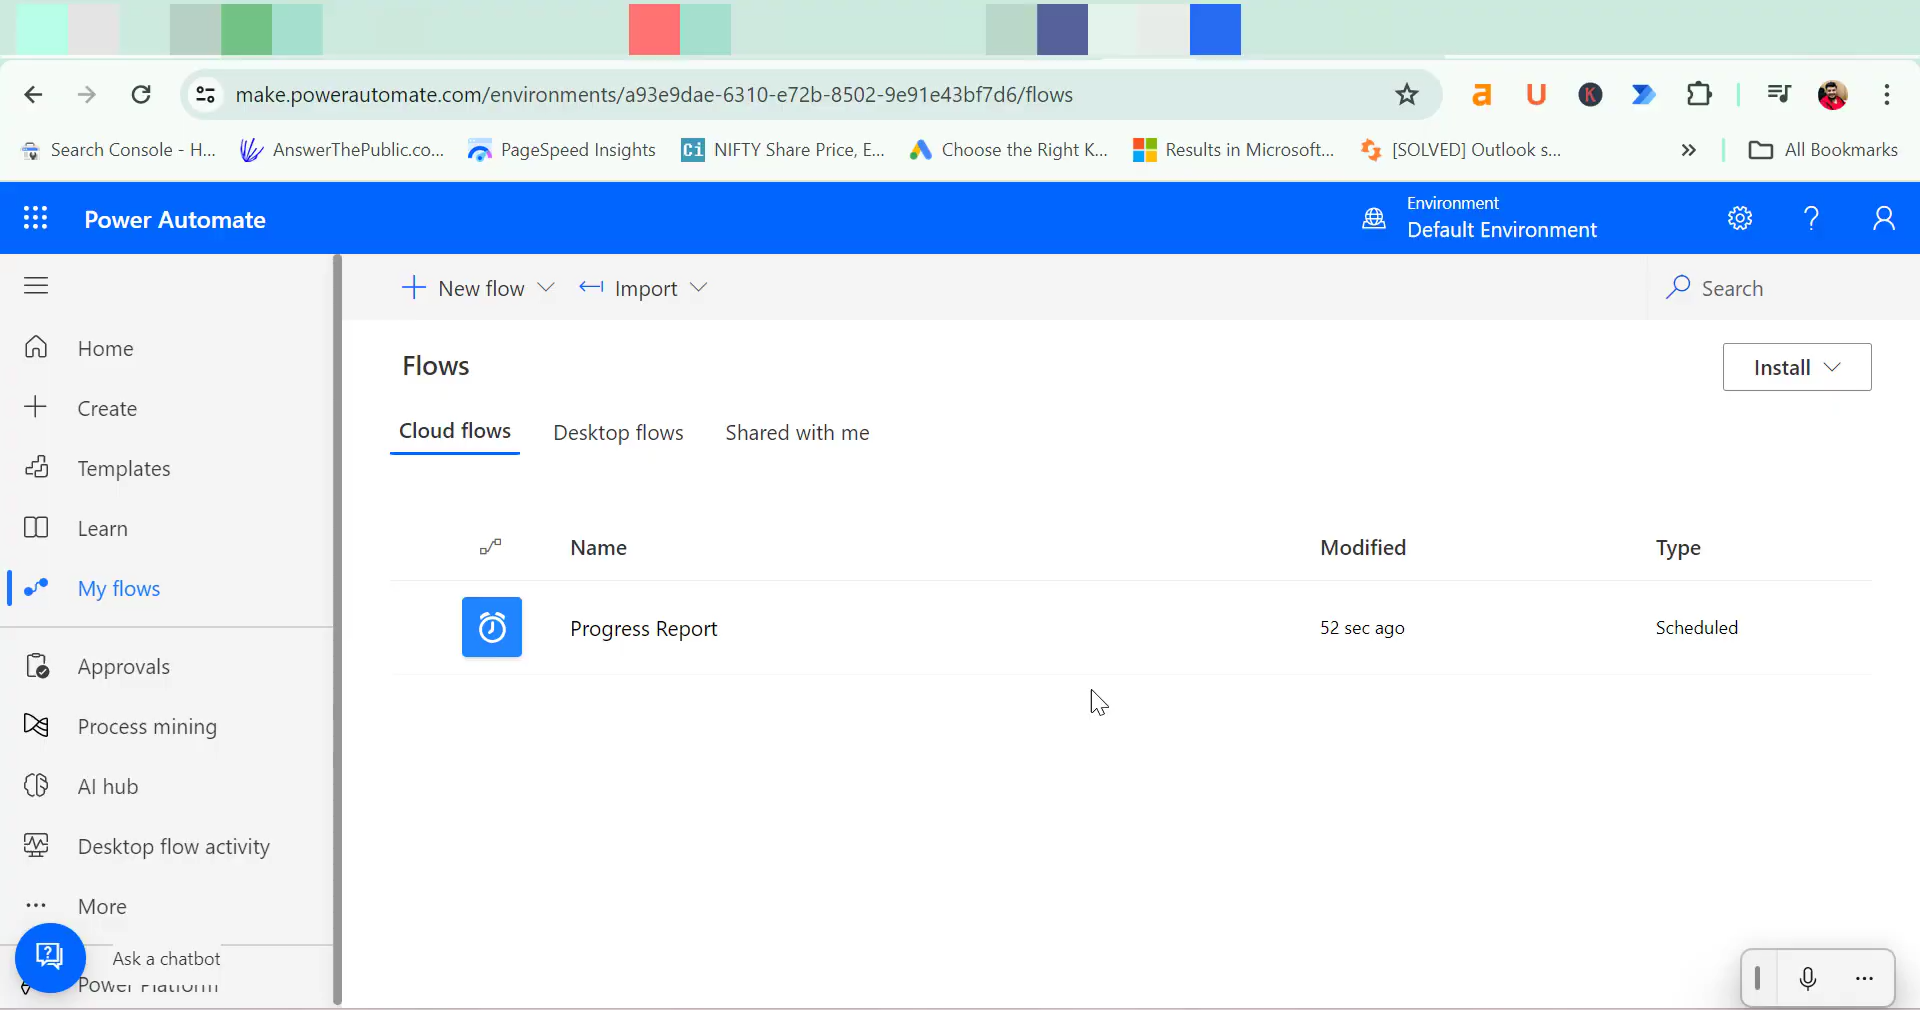 make.powerautomate.com/environments/a93e9dae-6310-e72b-8502-9e91e43bf7d6/flows
Search Console - H... AnswerThePublic.co... PageSpeed Insights NIFTY Share Price, E... Choose the Right K... Results in Microsoft... [SOLVED] Outlook s... All Bookmarks
Power Automate
Environment
Default Environment
New flow Import Search
Home
Create
Templates
Learn
My flows
Approvals
Process mining
AI hub
Desktop flow activity
More
Ask a chatbot
Power Platform
Flows
Install
Cloud flows Desktop flows Shared with me
Name Modified Type
Progress Report 52 sec ago Scheduled